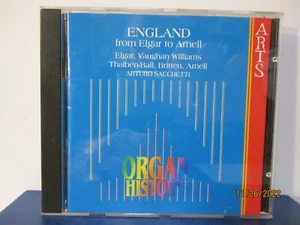 ENGLAND
from Elgar to Arnell
Elgar, Vaughan Williams
Thalben-Ball, Britten, Arnell
ARTURO SACCHETTI
ARTS
ORGAN
HISTORY
11/26/2022